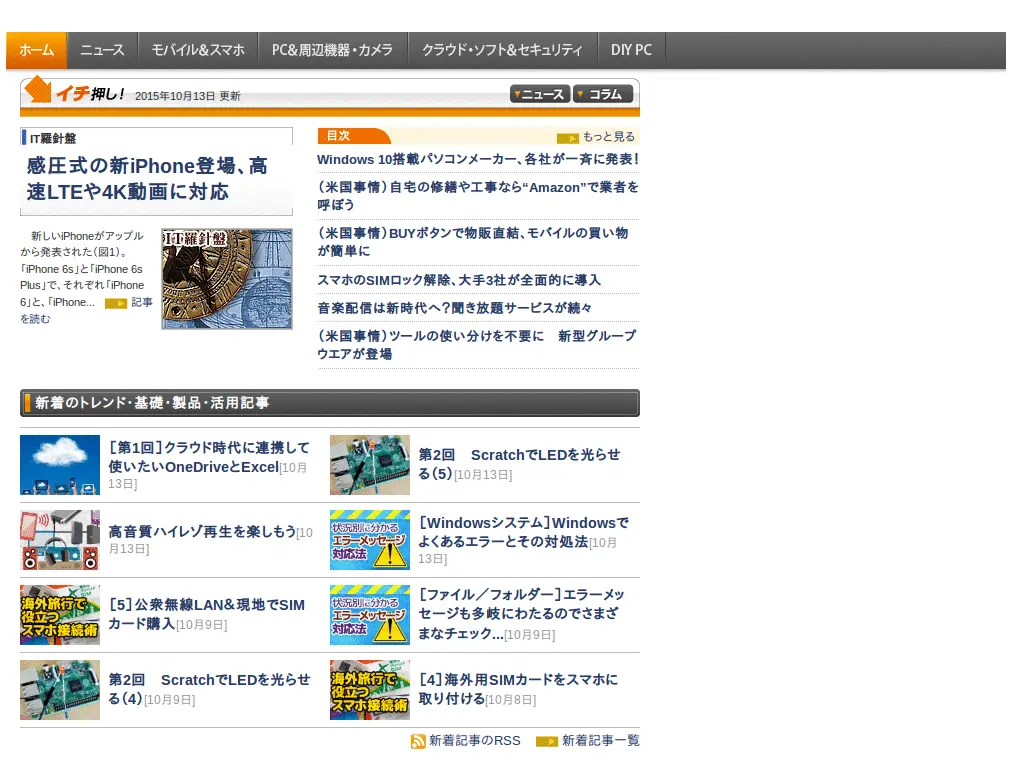 ホーム ニュース モバイル&スマホ PC&周辺機器・カメラ クラウド・ソフト&セキュリティ DIY PC
イチ押し! 2015年10月13日 更新 ニュース コラム
IT羅針盤
感圧式の新iPhone登場、高
速LTEや4K動画に対応
新しいiPhoneがアップル
から発表された（図1）。
「iPhone 6s」と「iPhone 6s
Plus」で、それぞれ「iPhone
6」と、「iPhone... 記事
を読む
IT羅針盤
目次 もっと見る
Windows 10搭載パソコンメーカー、各社が一斉に発表！
（米国事情）自宅の修繕や工事なら“Amazon”で業者を
呼ぼう
（米国事情）BUYボタンで物販直結、モバイルの買い物
が簡単に
スマホのSIMロック解除、大手3社が全面的に導入
音楽配信は新時代へ？聞き放題サービスが続々
（米国事情）ツールの使い分けを不要に　新型グループ
ウエアが登場
新着のトレンド・基礎・製品・活用記事
［第1回］クラウド時代に連携して
使いたいOneDriveとExcel[10月
13日]
第2回　ScratchでLEDを光らせ
る（5）[10月13日]
高音質ハイレゾ再生を楽しもう[10
月13日]
状況別に分かる
エラーメッセージ
対応法
［Windowsシステム］Windowsで
よくあるエラーとその対処法[10月
13日]
海外旅行で
役立つ
スマホ接続術
［5］公衆無線LAN＆現地でSIM
カード購入[10月9日]
状況別に分かる
エラーメッセージ
対応法
［ファイル／フォルダー］エラーメッ
セージも多岐にわたるのでさまざ
まなチェック...[10月9日]
第2回　ScratchでLEDを光らせ
る（4）[10月9日]
海外旅行で
役立つ
スマホ接続術
［4］海外用SIMカードをスマホに
取り付ける[10月8日]
新着記事のRSS 新着記事一覧